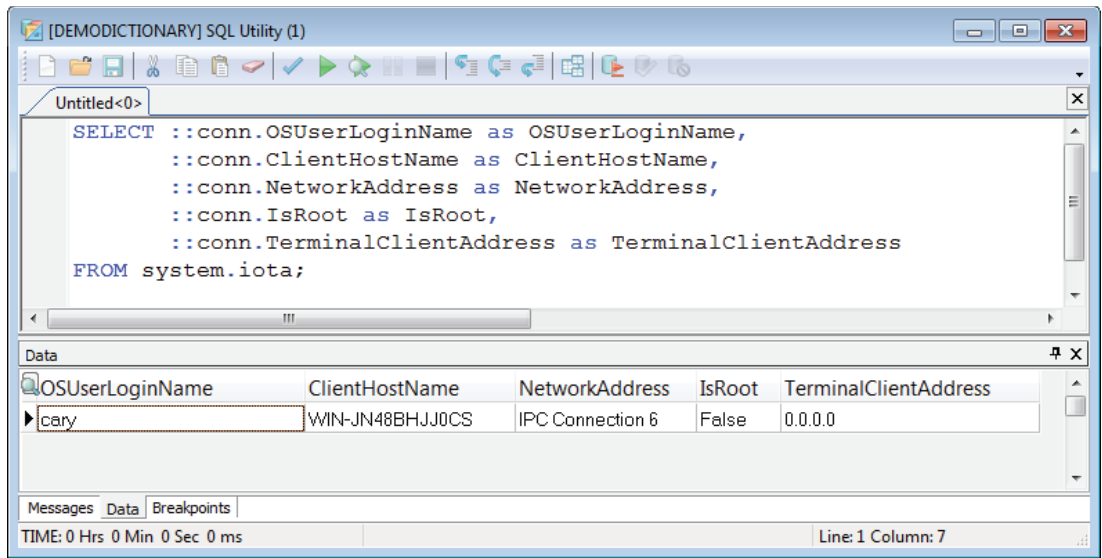 [DEMODICTIONARY] SQL Utility (1)
Untitled<0>
SELECT ::conn.OSUserLoginName as OSUserLoginName,
::conn.ClientHostName as ClientHostName,
::conn.NetworkAddress as NetworkAddress,
::conn.IsRoot as IsRoot,
::conn.TerminalClientAddress as TerminalClientAddress
FROM system.iota;
Data
OSUserLoginName ClientHostName NetworkAddress IsRoot TerminalClientAddress
cary WIN-JN48BHJJ0CS IPC Connection 6 False 0.0.0.0
Messages Data Breakpoints
TIME: 0 Hrs 0 Min 0 Sec 0 ms Line: 1 Column: 7